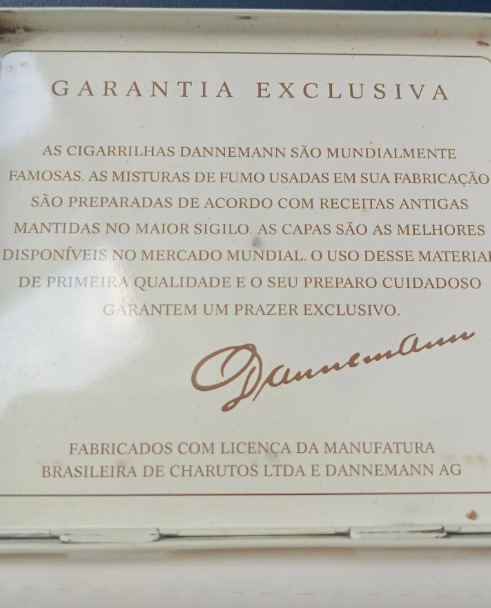 GARANTIA EXCLUSIVA
AS CIGARRILHAS DANNEMANN SÃO MUNDIALMENTE
FAMOSAS. AS MISTURAS DE FUMO USADAS EM SUA FABRICAÇÃO
SÃO PREPARADAS DE ACORDO COM RECEITAS ANTIGAS
MANTIDAS NO MAIOR SIGILO. AS CAPAS SÃO AS MELHORES
DISPONÍVEIS NO MERCADO MUNDIAL. O USO DESSE MATERIAL
DE PRIMEIRA QUALIDADE E O SEU PREPARO CUIDADOSO
GARANTEM UM PRAZER EXCLUSIVO.
Dannemann
FABRICADOS COM LICENÇA DA MANUFATURA
BRASILEIRA DE CHARUTOS LTDA E DANNEMANN AG